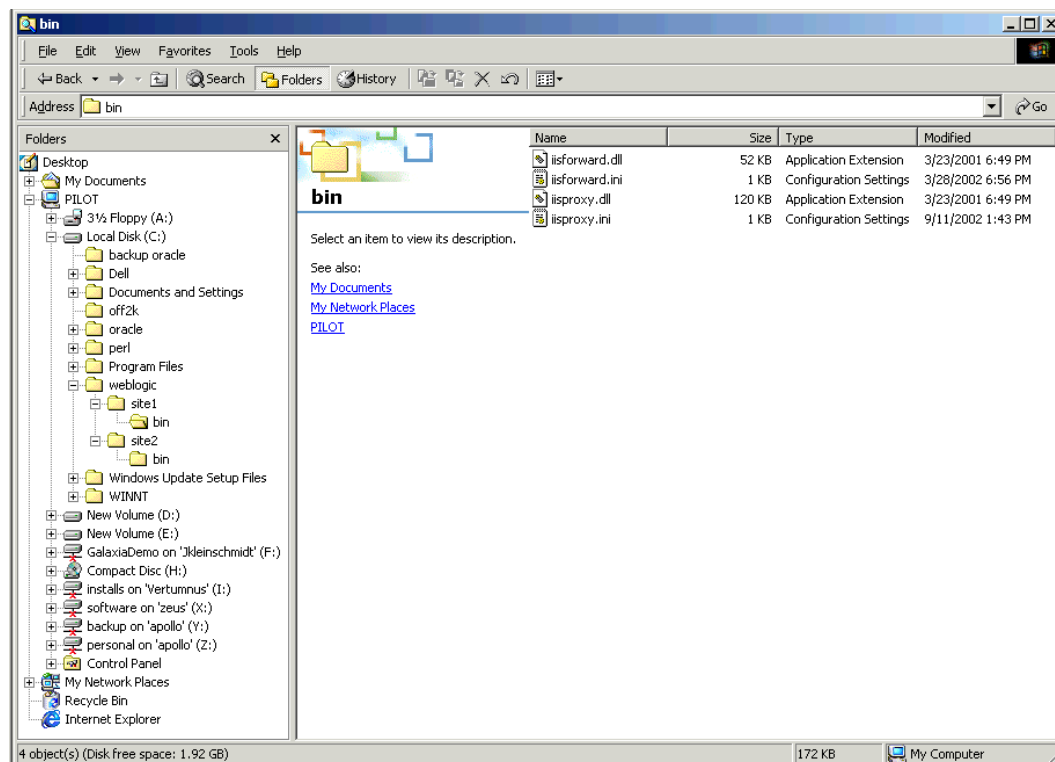 bin
File Edit View Favorites Tools Help
Back Search Folders History
Address bin Go
Folders
Desktop
My Documents
PILOT
3½ Floppy (A:)
Local Disk (C:)
backup oracle
Dell
Documents and Settings
off2k
oracle
perl
Program Files
weblogic
site1
bin
site2
bin
Windows Update Setup Files
WINNT
New Volume (D:)
New Volume (E:)
GalaxiaDemo on 'Jkleinschmidt' (F:)
Compact Disc (H:)
installs on 'Vertumnus' (I:)
software on 'zeus' (X:)
backup on 'apollo' (Y:)
personal on 'apollo' (Z:)
Control Panel
My Network Places
Recycle Bin
Internet Explorer
bin
Select an item to view its description.
See also:
My Documents
My Network Places
PILOT
Name Size Type Modified
iisforward.dll 52 KB Application Extension 3/23/2001 6:49 PM
iisforward.ini 1 KB Configuration Settings 3/28/2002 6:56 PM
iisproxy.dll 120 KB Application Extension 3/23/2001 6:49 PM
iisproxy.ini 1 KB Configuration Settings 9/11/2002 1:43 PM
4 object(s) (Disk free space: 1.92 GB) 172 KB My Computer